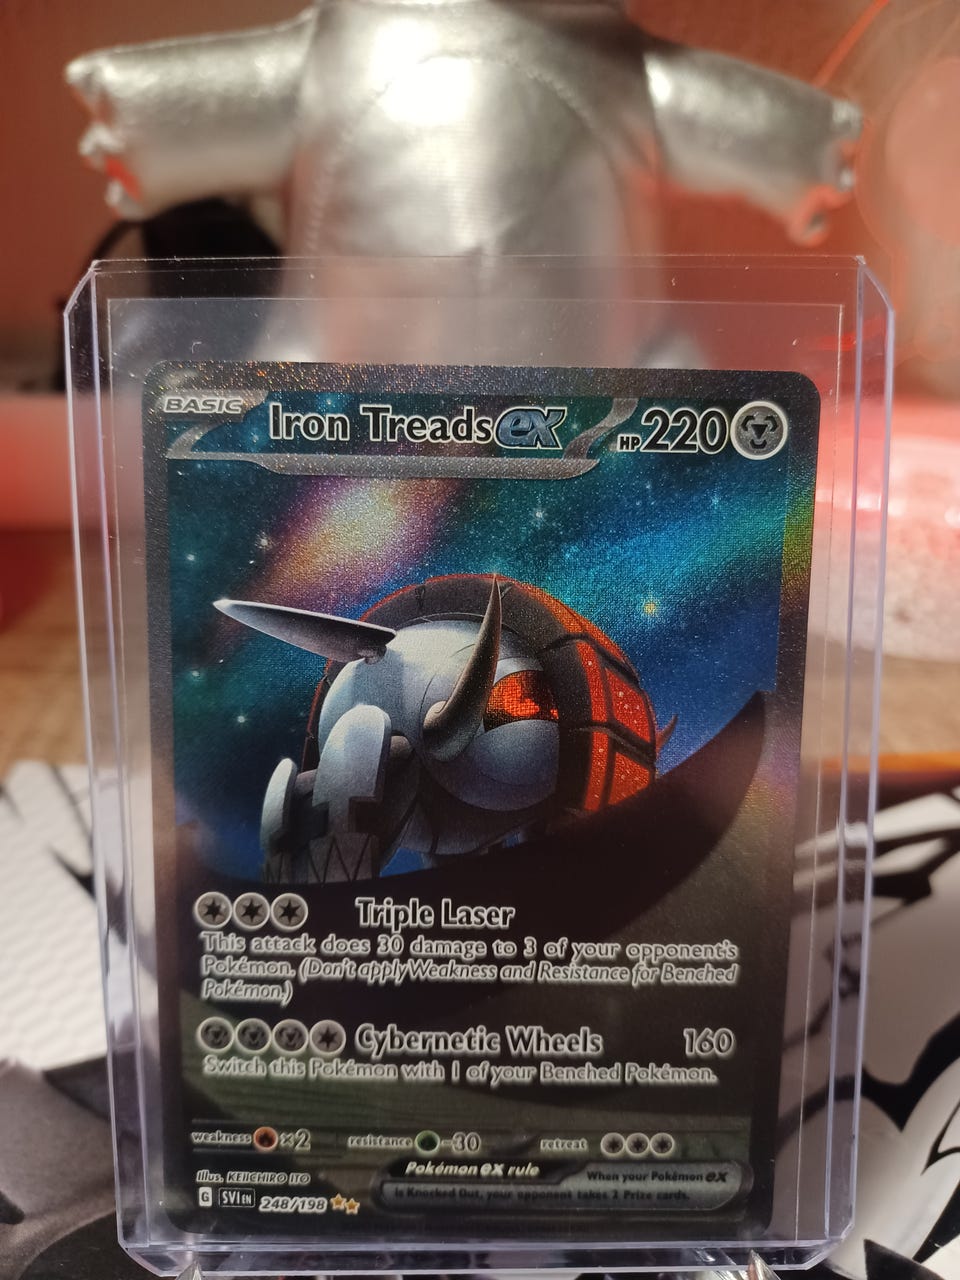 BASIC Iron Treads ex HP 220
Triple Laser
This attack does 30 damage to 3 of your opponent's
Pokémon. (Don't apply Weakness and Resistance for Benched
Pokémon.)
Cybernetic Wheels 160
Switch this Pokémon with 1 of your Benched Pokémon.
weakness ×2 resistance -30 retreat
Illus. KEIICHIRO ITO
G SVI EN 248/198
Pokémon ex rule
When your Pokémon ex
is Knocked Out, your opponent takes 2 Prize cards.